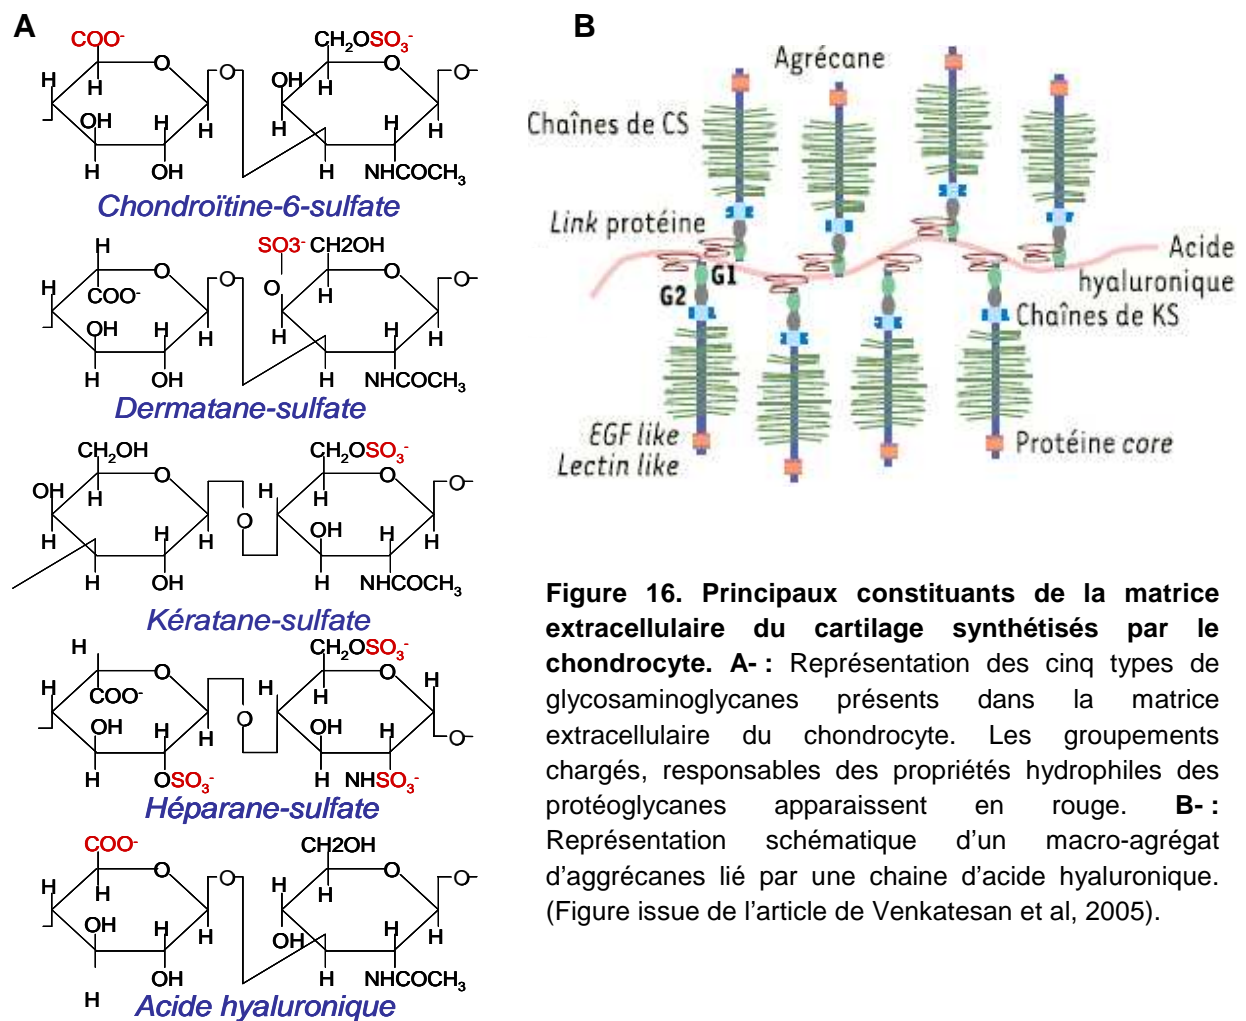 A
COO-
CH2OSO3-
H
O
O
OH
H
O
O
H
OH
H
H
H
H
H
H
OH
H
NHCOCH3
Chondroïtine-6-sulfate
H
SO3- CH2OH
H
O
O
O
O
COO-
O
H
OH
H
H
H
H
H
H
OH
H
NHCOCH3
Dermatane-sulfate
CH2OH
CH2OSO3-
OH
H
O
H
H
O
O
H
H
H
O
OH
H
H
H
OH
H
NHCOCH3
Kératane-sulfate
H
CH2OSO3-
H
O
H
O
H
COO-
H
OH
H
H
O
OH
H
O
H
OSO3-
H
NHSO3-
Héparane-sulfate
COO-
CH2OH
H
H
O
O
H
H
O
O
OH
H
H
OH
H
H
OH
H
NHCOCH3
H
Acide hyaluronique
B
Agrécane
Chaînes de CS
Link protéine
Acide
hyaluronique
G1
G2
Chaînes de KS
EGF like
Lectin like
Protéine core
Figure 16. Principaux constituants de la matrice
extracellulaire du cartilage synthétisés par le
chondrocyte. A- : Représentation des cinq types de
glycosaminoglycanes présents dans la matrice
extracellulaire du chondrocyte. Les groupements
chargés, responsables des propriétés hydrophiles des
protéoglycanes apparaissent en rouge. B- :
Représentation schématique d'un macro-agrégat
d'aggrécanes lié par une chaine d'acide hyaluronique.
(Figure issue de l'article de Venkatesan et al, 2005).